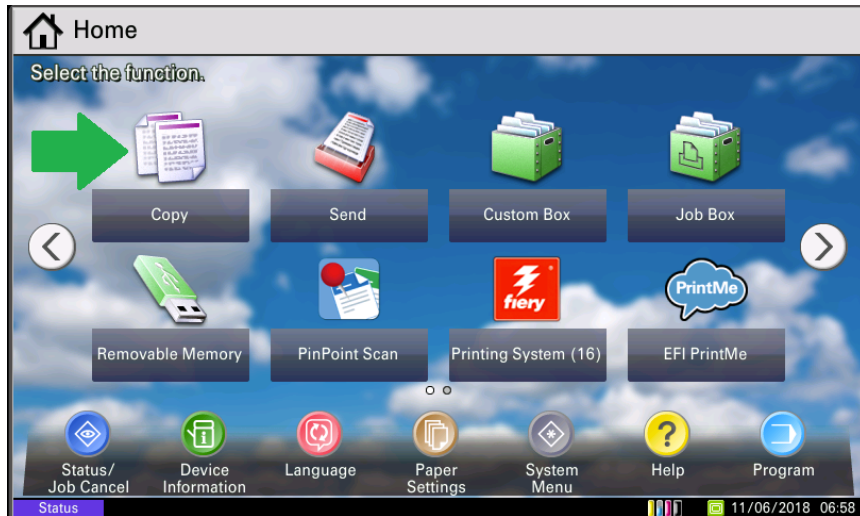 Home
Select the function.
Copy
Send
Custom Box
Job Box
Removable Memory
PinPoint Scan
fiery
Printing System (16)
PrintMe
EFI PrintMe
Status/
Job Cancel
Device
Information
Language
Paper
Settings
System
Menu
Help
Program
Status
11/06/2018 06:58